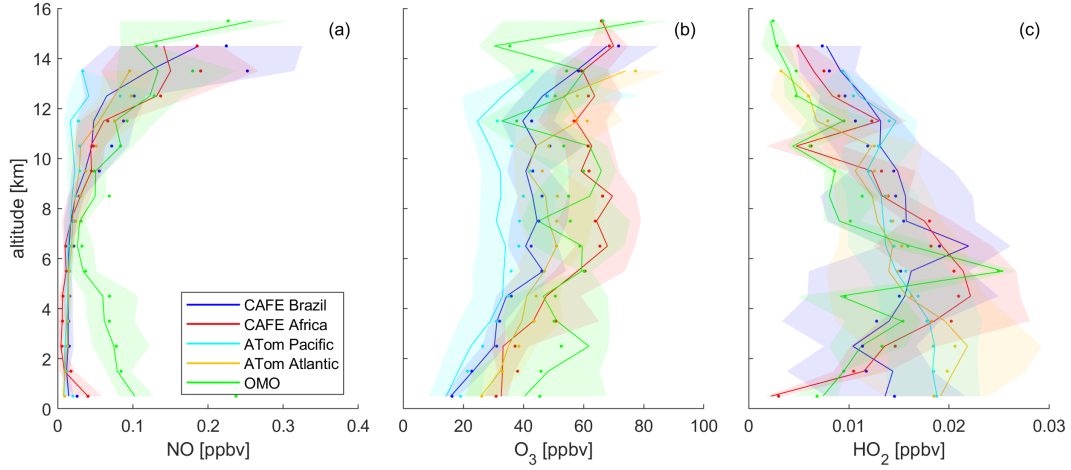 (a)
(b)
(c)
altitude [km]
16
14
12
10
8
6
4
2
0
CAFE Brazil
CAFE Africa
ATom Pacific
ATom Atlantic
OMO
0 0.1 0.2 0.3 0.4
0 20 40 60 80 100
0 0.01 0.02 0.03
NO [ppbv]
O3 [ppbv]
HO2 [ppbv]